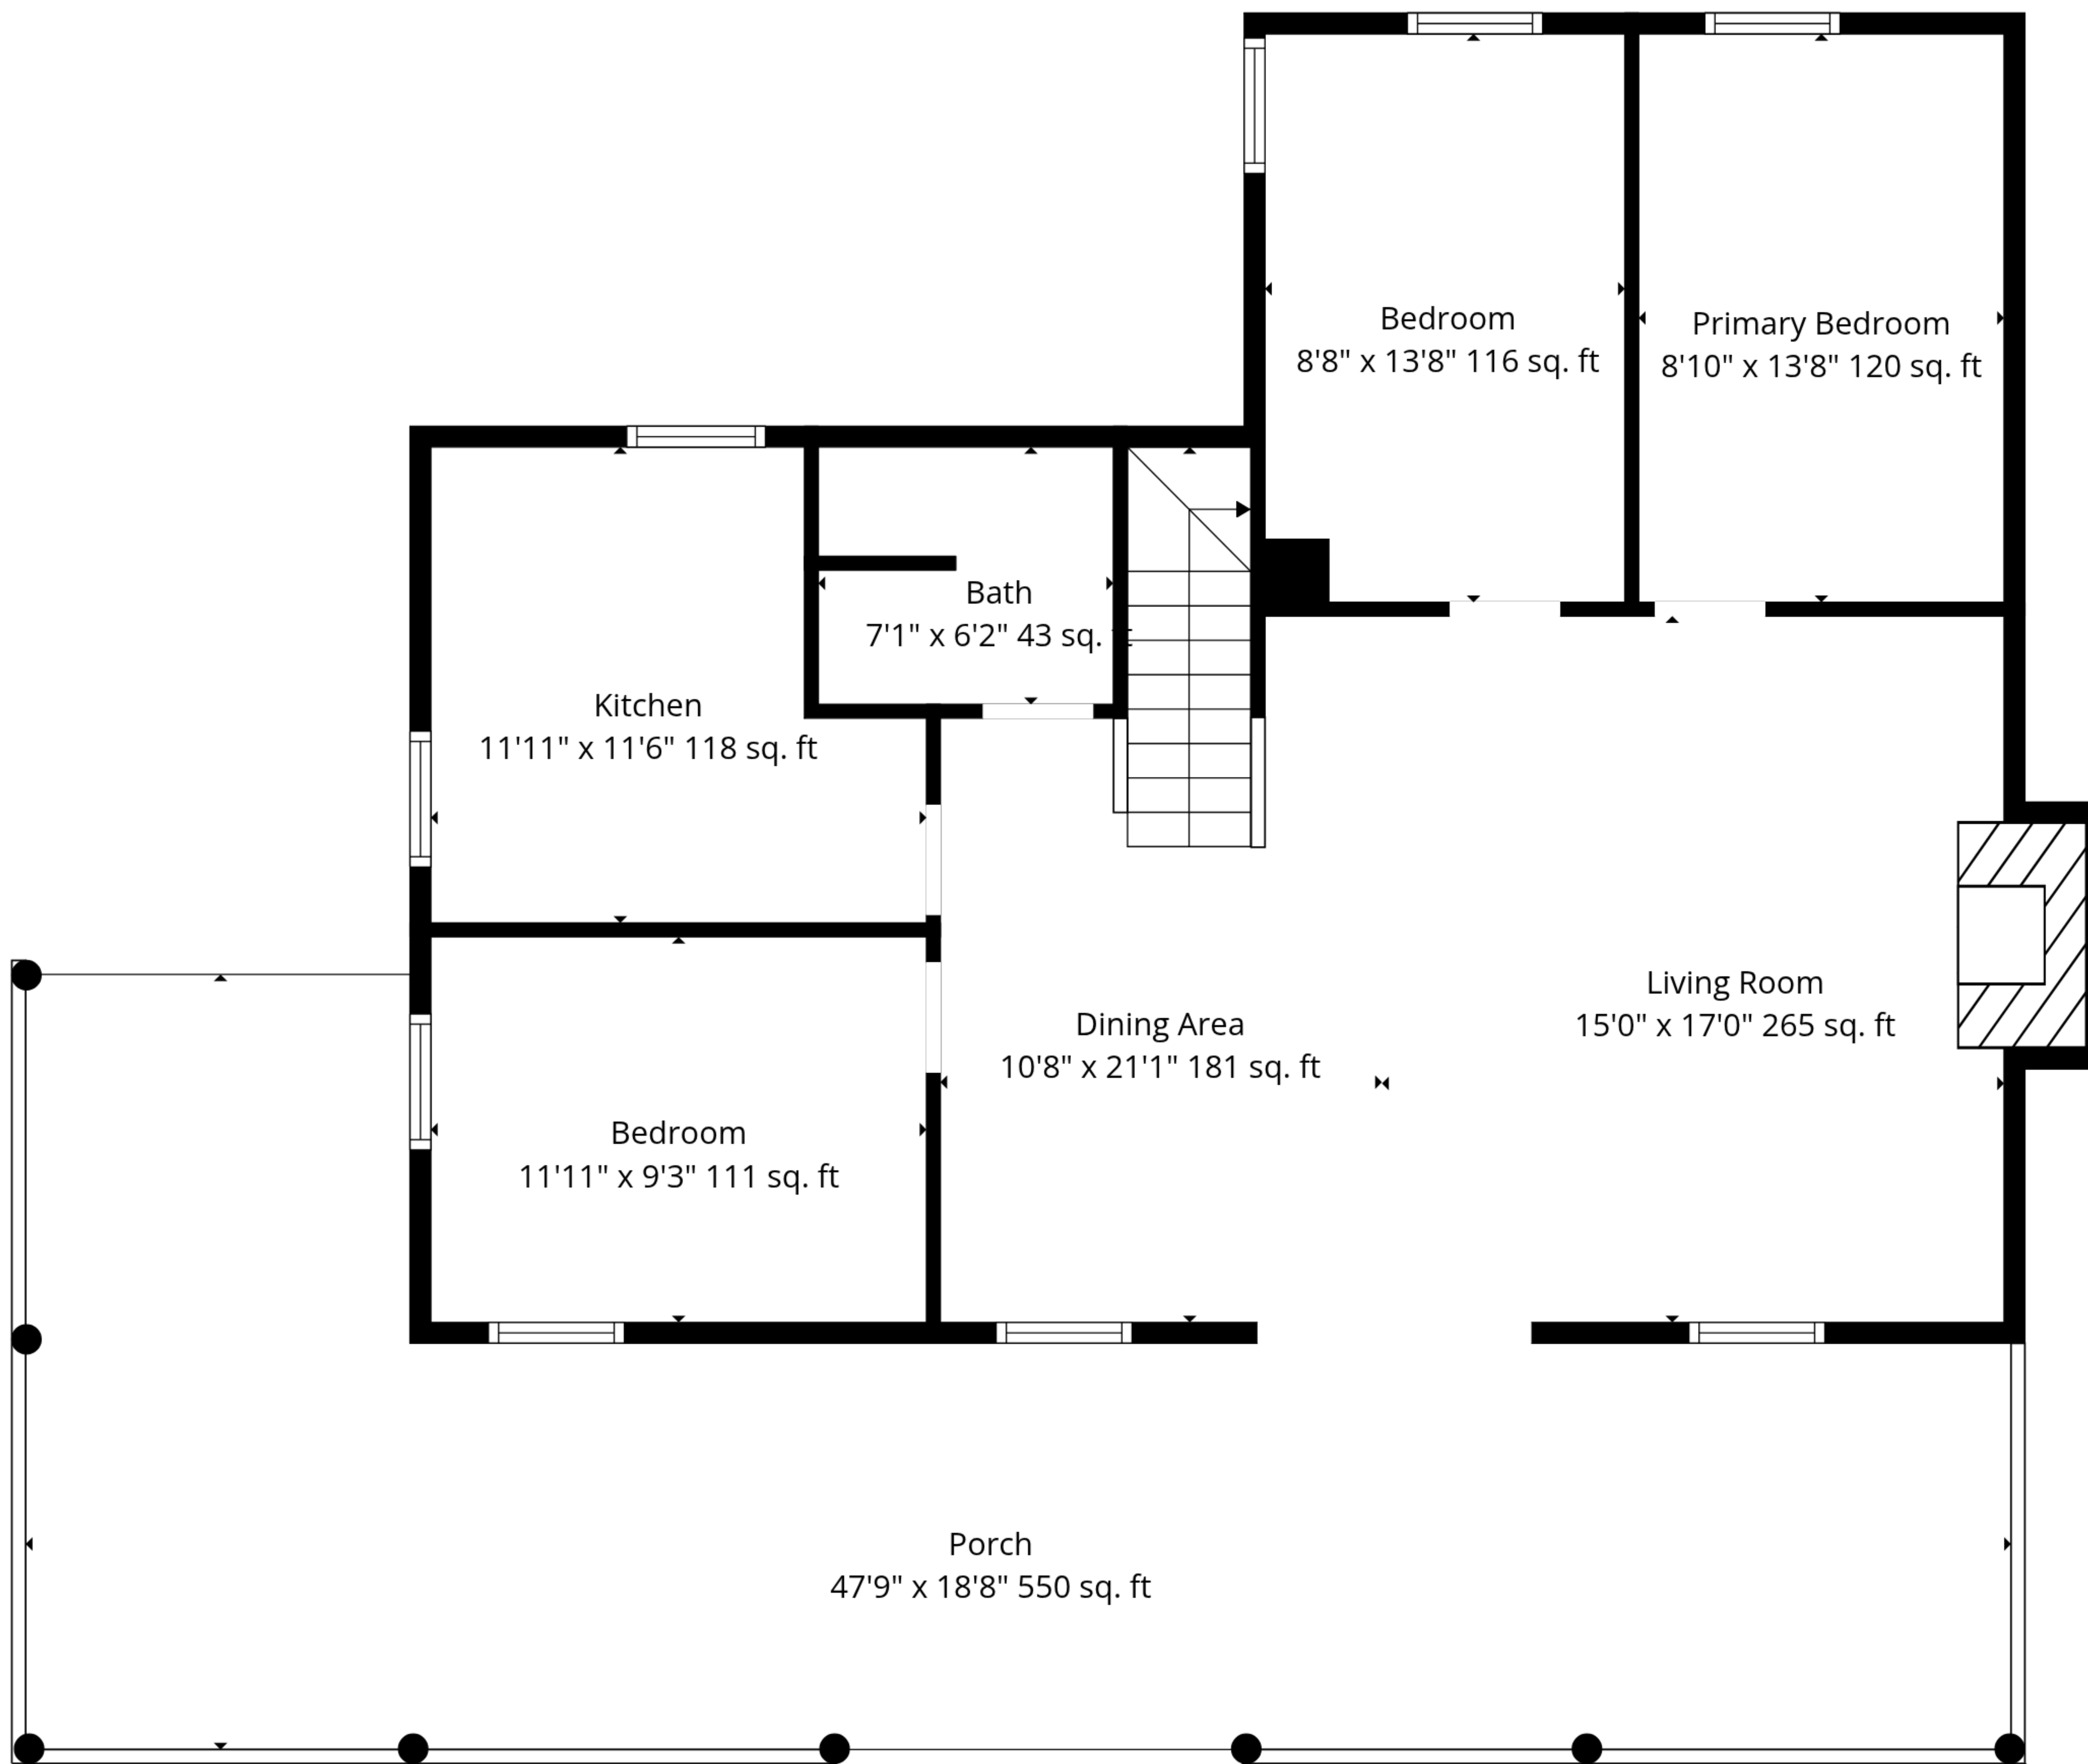 Bedroom
8'8" x 13'8" 116 sq. ft
Primary Bedroom
8'10" x 13'8" 120 sq. ft
Bath
7'1" x 6'2" 43 sq. ft
Kitchen
11'11" x 11'6" 118 sq. ft
Dining Area
10'8" x 21'1" 181 sq. ft
Living Room
15'0" x 17'0" 265 sq. ft
Bedroom
11'11" x 9'3" 111 sq. ft
Porch
47'9" x 18'8" 550 sq. ft